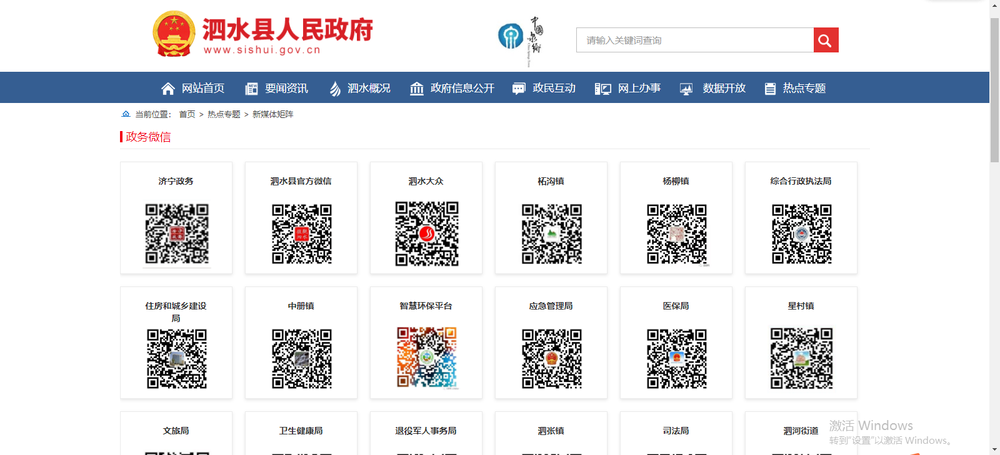 泗水县人民政府
www.sishui.gov.cn
中国泉乡
请输入关键词查询
网站首页 要闻资讯 泗水概况 政府信息公开 政民互动 网上办事 数据开放 热点专题
当前位置： 首页 > 热点专题 > 新媒体矩阵
政务微信
济宁政务 泗水县官方微信 泗水大众 柘沟镇 杨柳镇 综合行政执法局
住房和城乡建设局 中册镇 智慧环保平台 应急管理局 医保局 星村镇
文旅局 卫生健康局 退役军人事务局 泗张镇 司法局 泗河街道
激活 Windows
转到"设置"以激活 Windows。